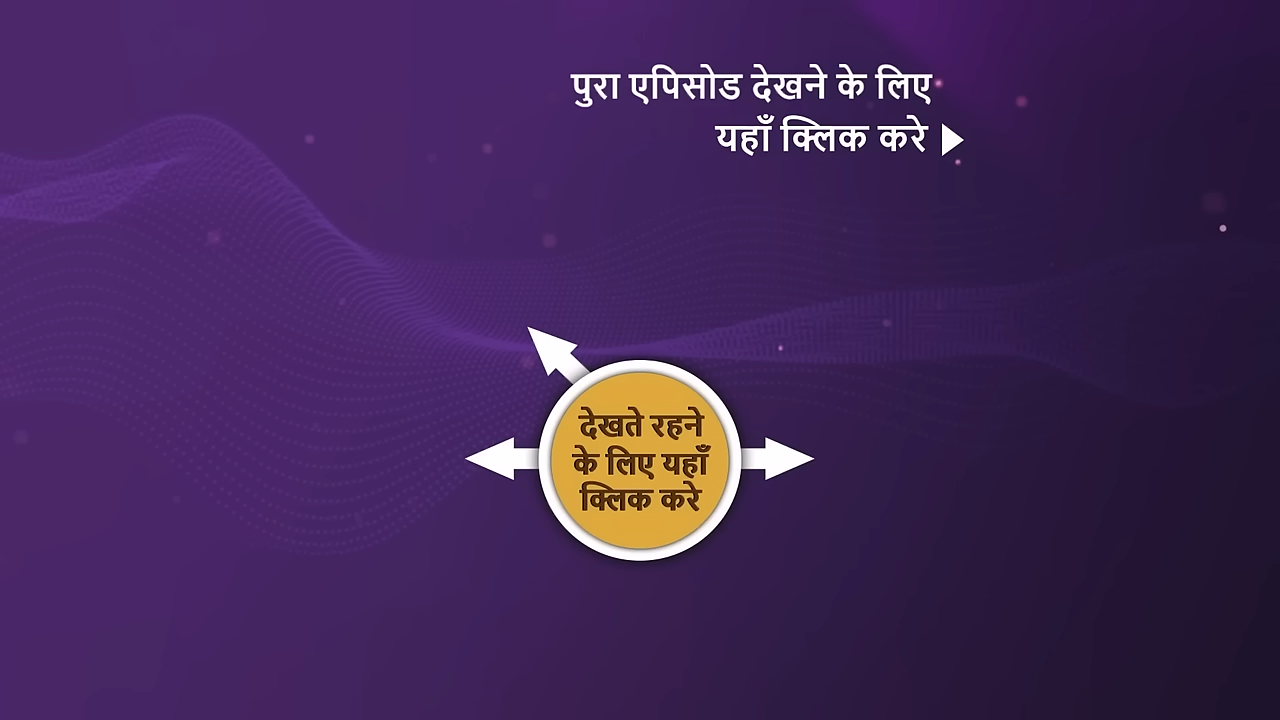 पुरा एपिसोड देखने के लिए
यहाँ क्लिक करे
देखते रहने
के लिए यहाँ
क्लिक करे